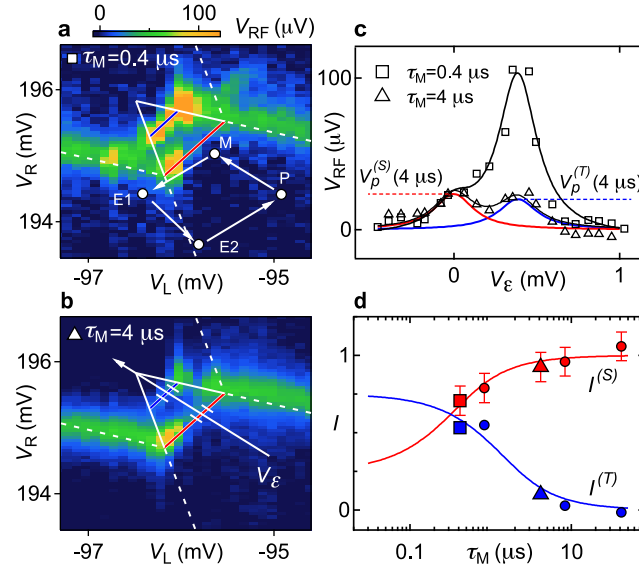 V_RF (μV)
0 100
a
■ τ_M=0.4 μs
196
194
V_R (mV)
M
P
E1
E2
-97 V_L (mV) -95
b
▲ τ_M=4 μs
196
194
V_R (mV)
V_ε
-97 V_L (mV) -95
c
□ τ_M=0.4 μs
△ τ_M=4 μs
100
V_RF (μV)
V_p^(S)(4 μs)
V_p^(T)(4 μs)
0
0 1
V_ε (mV)
d
1
I
0
I^(S)
I^(T)
0.1 10
τ_M (μs)